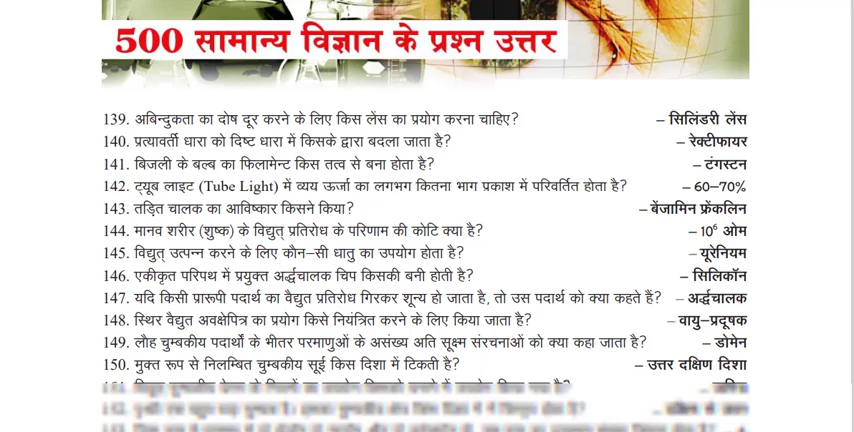 500 सामान्य विज्ञान के प्रश्न उत्तर
139. अबिन्दुकता का दोष दूर करने के लिए किस लेंस का प्रयोग करना चाहिए? – सिलिंडरी लेंस
140. प्रत्यावर्ती धारा को दिष्ट धारा में किसके द्वारा बदला जाता है? – रेक्टीफायर
141. बिजली के बल्ब का फिलामेन्ट किस तत्व से बना होता है? – टंगस्टन
142. ट्यूब लाइट (Tube Light) में व्यय ऊर्जा का लगभग कितना भाग प्रकाश में परिवर्तित होता है? – 60–70%
143. तड़ित चालक का आविष्कार किसने किया? – बेंजामिन फ्रेंकलिन
144. मानव शरीर (शुष्क) के विद्युत् प्रतिरोध के परिणाम की कोटि क्या है? – 10⁶ ओम
145. विद्युत् उत्पन्न करने के लिए कौन–सी धातु का उपयोग होता है? – यूरेनियम
146. एकीकृत परिपथ में प्रयुक्त अर्द्धचालक चिप किसकी बनी होती है? – सिलिकॉन
147. यदि किसी प्रारूपी पदार्थ का वैद्युत प्रतिरोध गिरकर शून्य हो जाता है, तो उस पदार्थ को क्या कहते हैं? – अर्द्धचालक
148. स्थिर वैद्युत अवक्षेपित्र का प्रयोग किसे नियंत्रित करने के लिए किया जाता है? – वायु–प्रदूषक
149. लौह चुम्बकीय पदार्थों के भीतर परमाणुओं के असंख्य अति सूक्ष्म संरचनाओं को क्या कहा जाता है? – डोमेन
150. मुक्त रूप से निलम्बित चुम्बकीय सूई किस दिशा में टिकती है? – उत्तर दक्षिण दिशा